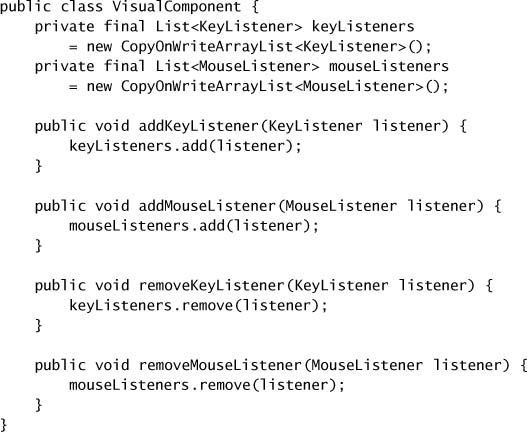 public class VisualComponent {
    private final List<KeyListener> keyListeners
        = new CopyOnWriteArrayList<KeyListener>();
    private final List<MouseListener> mouseListeners
        = new CopyOnWriteArrayList<MouseListener>();

    public void addKeyListener(KeyListener listener) {
        keyListeners.add(listener);
    }

    public void addMouseListener(MouseListener listener) {
        mouseListeners.add(listener);
    }

    public void removeKeyListener(KeyListener listener) {
        keyListeners.remove(listener);
    }

    public void removeMouseListener(MouseListener listener) {
        mouseListeners.remove(listener);
    }
}